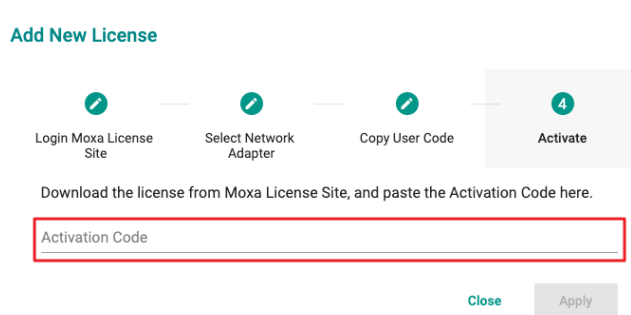 Add New License
4
Login Moxa License
Site
Select Network
Adapter
Copy User Code
Activate
Download the license from Moxa License Site, and paste the Activation Code here.
Activation Code
Close
Apply